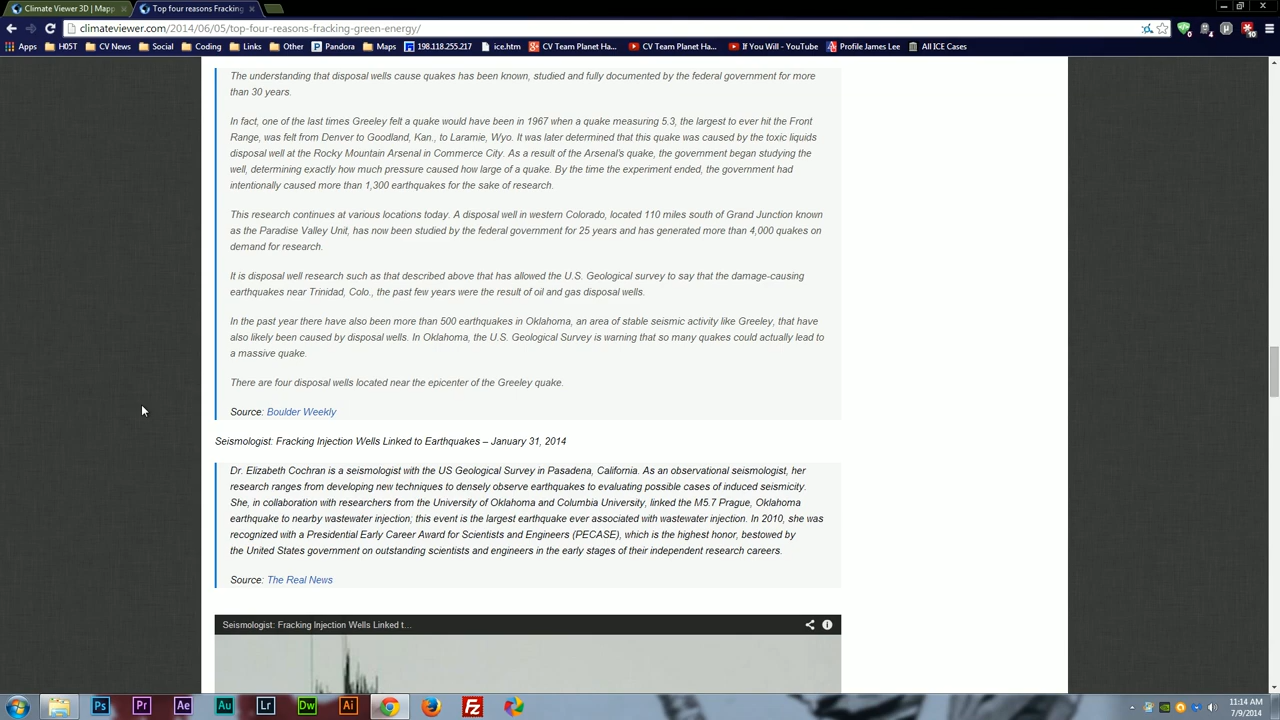 Climate Viewer 3D | Mapp
Top four reasons Fracking
climateviewer.com/2014/06/05/top-four-reasons-fracking-green-energy/
Apps H05T CV News Social Coding Links Other Pandora Maps 198.118.255.217 ice.htm CV Team Planet Ha... CV Team Planet Ha... If You Will - YouTube Profile James Lee All ICE Cases
The understanding that disposal wells cause quakes has been known, studied and fully documented by the federal government for more
than 30 years.
In fact, one of the last times Greeley felt a quake would have been in 1967 when a quake measuring 5.3, the largest to ever hit the Front
Range, was felt from Denver to Goodland, Kan., to Laramie, Wyo. It was later determined that this quake was caused by the toxic liquids
disposal well at the Rocky Mountain Arsenal in Commerce City. As a result of the Arsenal's quake, the government began studying the
well, determining exactly how much pressure caused how large of a quake. By the time the experiment ended, the government had
intentionally caused more than 1,300 earthquakes for the sake of research.
This research continues at various locations today. A disposal well in western Colorado, located 110 miles south of Grand Junction known
as the Paradise Valley Unit, has now been studied by the federal government for 25 years and has generated more than 4,000 quakes on
demand for research.
It is disposal well research such as that described above that has allowed the U.S. Geological survey to say that the damage-causing
earthquakes near Trinidad, Colo., the past few years were the result of oil and gas disposal wells.
In the past year there have also been more than 500 earthquakes in Oklahoma, an area of stable seismic activity like Greeley, that have
also likely been caused by disposal wells. In Oklahoma, the U.S. Geological Survey is warning that so many quakes could actually lead to
a massive quake.
There are four disposal wells located near the epicenter of the Greeley quake.
Source: Boulder Weekly
Seismologist: Fracking Injection Wells Linked to Earthquakes – January 31, 2014
Dr. Elizabeth Cochran is a seismologist with the US Geological Survey in Pasadena, California. As an observational seismologist, her
research ranges from developing new techniques to densely observe earthquakes to evaluating possible cases of induced seismicity.
She, in collaboration with researchers from the University of Oklahoma and Columbia University, linked the M5.7 Prague, Oklahoma
earthquake to nearby wastewater injection; this event is the largest earthquake ever associated with wastewater injection. In 2010, she was
recognized with a Presidential Early Career Award for Scientists and Engineers (PECASE), which is the highest honor, bestowed by
the United States government on outstanding scientists and engineers in the early stages of their independent research careers.
Source: The Real News
Seismologist: Fracking Injection Wells Linked t...
Ps Pr Ae Au Lr Dw Ai Fz
11:14 AM
7/9/2014